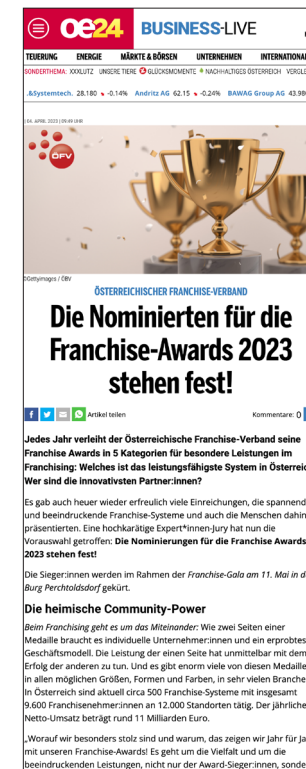 oe24 BUSINESS-LIVE
TEUERUNG ENERGIE MÄRKTE & BÖRSEN UNTERNEHMEN INTERNATIONAL
SONDERTHEMA: XXXLUTZ UNSERE TIERE GLÜCKSMOMENTE NACHHALTIGES ÖSTERREICH VERGLE
.&Systemtech. 28.180 -0.14% Andritz AG 62.15 -0.24% BAWAG Group AG 43.980
| 04. APRIL 2023 | 09:49 UHR
ÖFV
©Gettyimages / ÖBV
ÖSTERREICHISCHER FRANCHISE-VERBAND
Die Nominierten für die
Franchise-Awards 2023
stehen fest!
Artikel teilen Kommentare: 0
Jedes Jahr verleiht der Österreichische Franchise-Verband seine
Franchise Awards in 5 Kategorien für besondere Leistungen im
Franchising: Welches ist das leistungsfähigste System in Österreic
Wer sind die innovativsten Partner:innen?
Es gab auch heuer wieder erfreulich viele Einreichungen, die spannend
und beeindruckende Franchise-Systeme und auch die Menschen dahin
präsentierten. Eine hochkarätige Expert*innen-Jury hat nun die
Vorauswahl getroffen: Die Nominierungen für die Franchise Awards
2023 stehen fest!
Die Sieger:innen werden im Rahmen der Franchise-Gala am 11. Mai in d
Burg Perchtoldsdorf gekürt.
Die heimische Community-Power
Beim Franchising geht es um das Miteinander: Wie zwei Seiten einer
Medaille braucht es individuelle Unternehmer:innen und ein erprobtes
Geschäftsmodell. Die Leistung der einen Seite hat unmittelbar mit dem
Erfolg der anderen zu tun. Und es gibt enorm viele von diesen Medaille
in allen möglichen Größen, Formen und Farben, in sehr vielen Branche
In Österreich sind aktuell circa 500 Franchise-Systeme mit insgesamt
9.600 Franchisenehmer:innen an 12.000 Standorten tätig. Der jährliche
Netto-Umsatz beträgt rund 11 Milliarden Euro.
„Worauf wir besonders stolz sind und warum, das zeigen wir Jahr für Ja
mit unseren Franchise-Awards! Es geht um die Vielfalt und um die
beeindruckenden Leistungen, nicht nur der Award-Sieger:innen, sonde